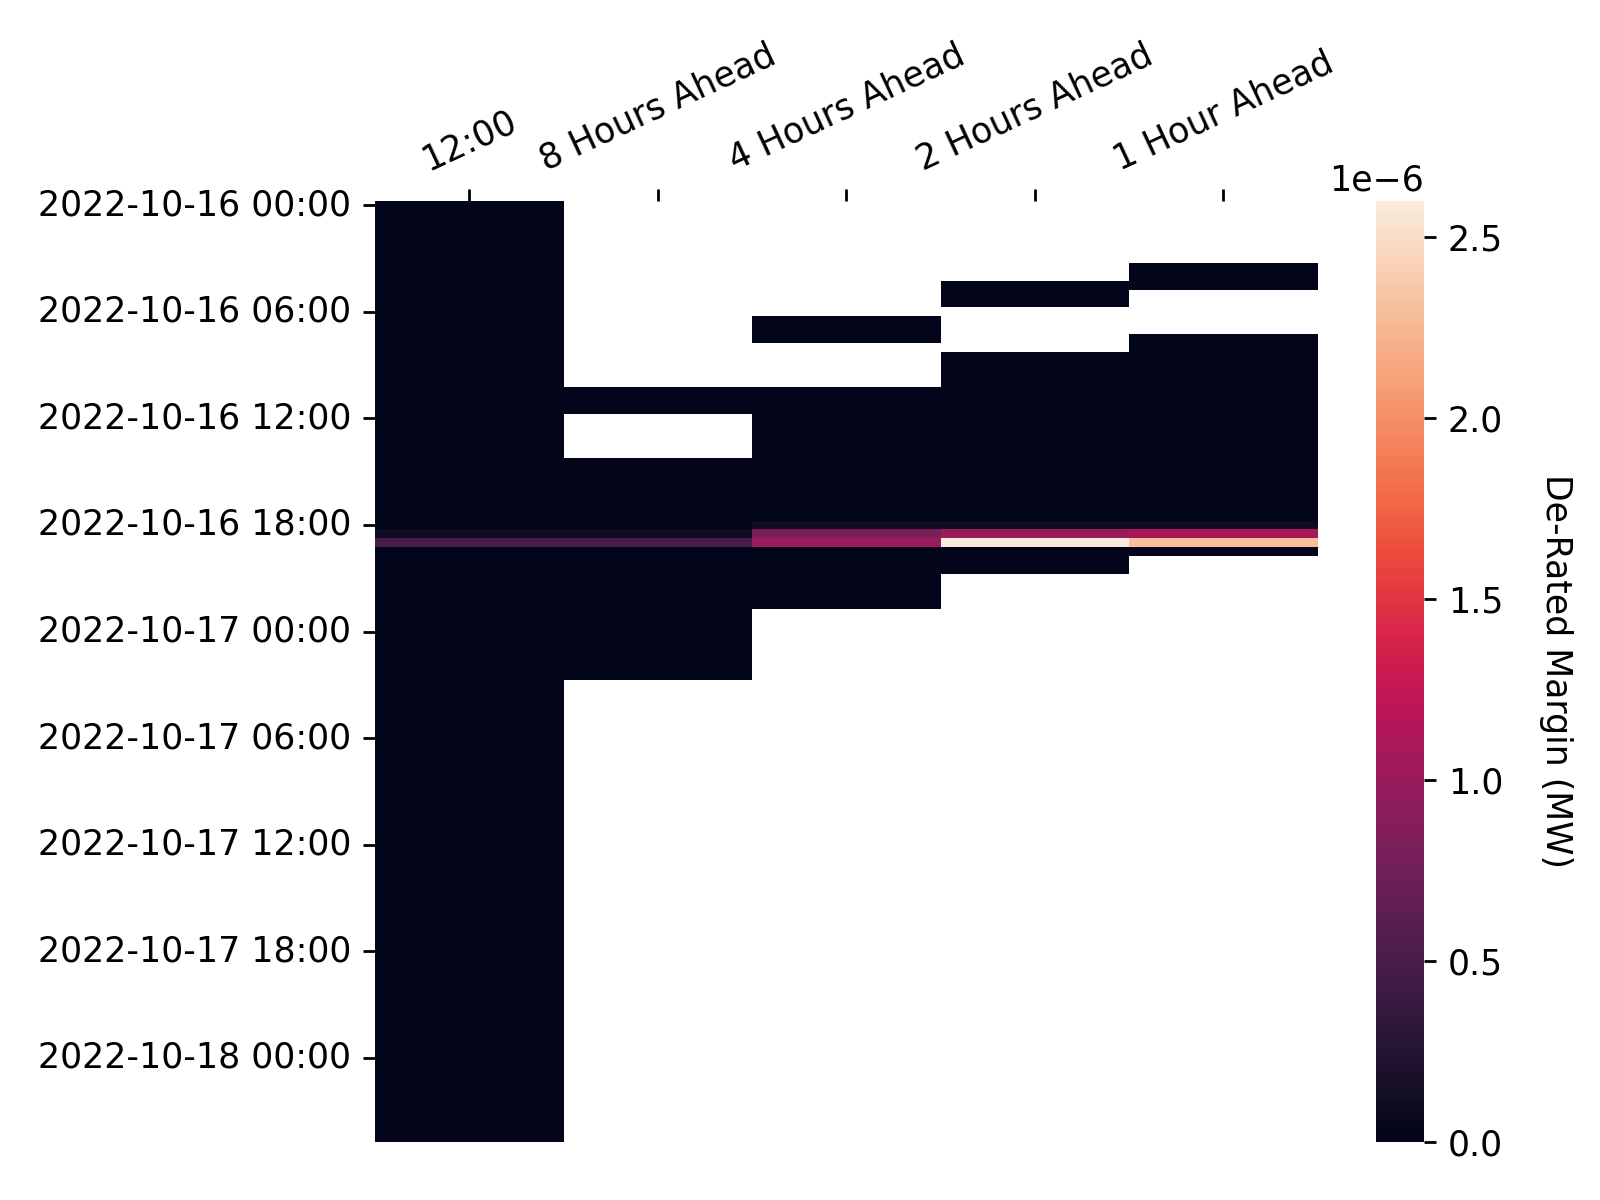 12:00
8 Hours Ahead
4 Hours Ahead
2 Hours Ahead
1 Hour Ahead
1e−6
2022-10-16 00:00
2022-10-16 06:00
2022-10-16 12:00
2022-10-16 18:00
2022-10-17 00:00
2022-10-17 06:00
2022-10-17 12:00
2022-10-17 18:00
2022-10-18 00:00
2.5
2.0
1.5
1.0
0.5
0.0
De-Rated Margin (MW)